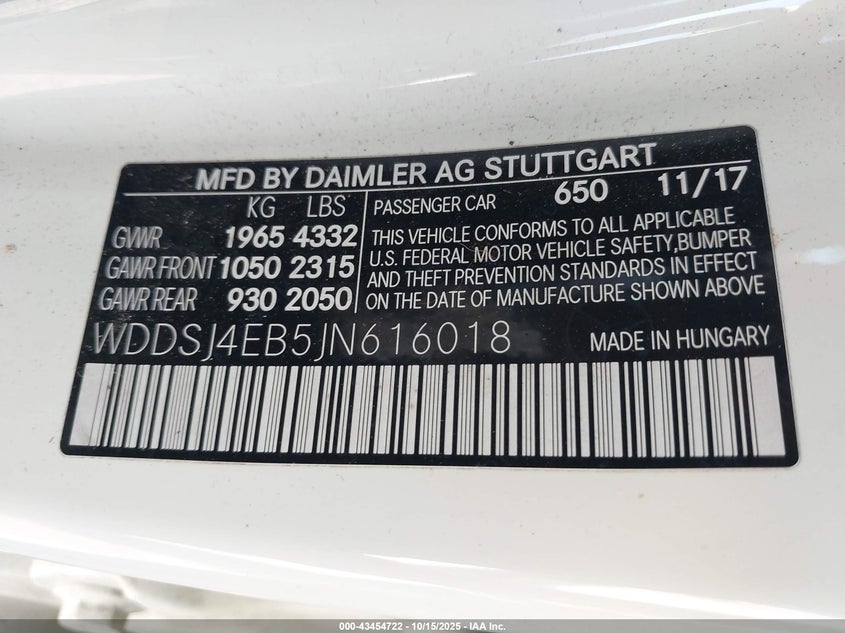 MFD BY DAIMLER AG STUTTGART
KG LBS
GVWR 1965 4332
GAWR FRONT 1050 2315
GAWR REAR 930 2050
PASSENGER CAR 650 11/17
THIS VEHICLE CONFORMS TO ALL APPLICABLE
U.S. FEDERAL MOTOR VEHICLE SAFETY,BUMPER
AND THEFT PREVENTION STANDARDS IN EFFECT
ON THE DATE OF MANUFACTURE SHOWN ABOVE
WDDSJ4EB5JN616018 MADE IN HUNGARY
000-43454722 - 10/15/2025 - IAA Inc.